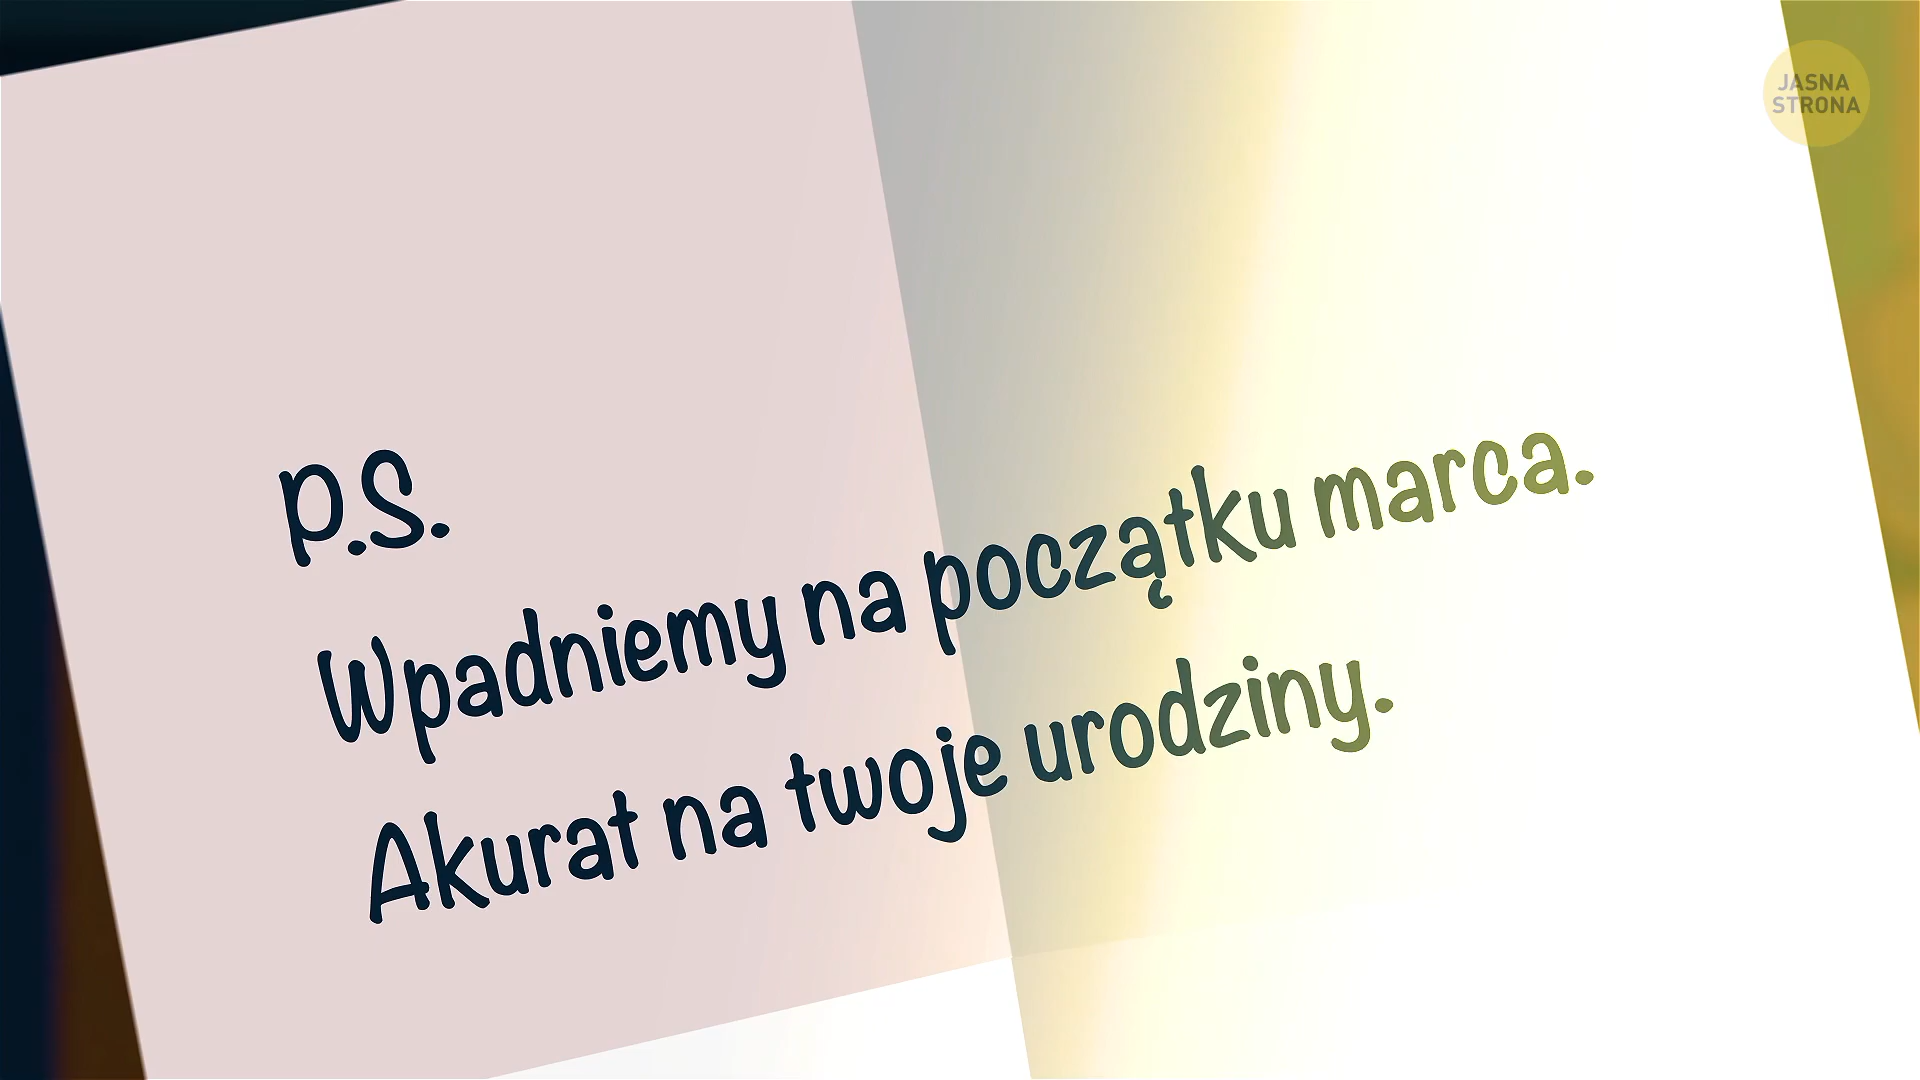 JASNA
STRONA
P.S.
Wpadniemy na początku marca.
Akurat na twoje urodziny.